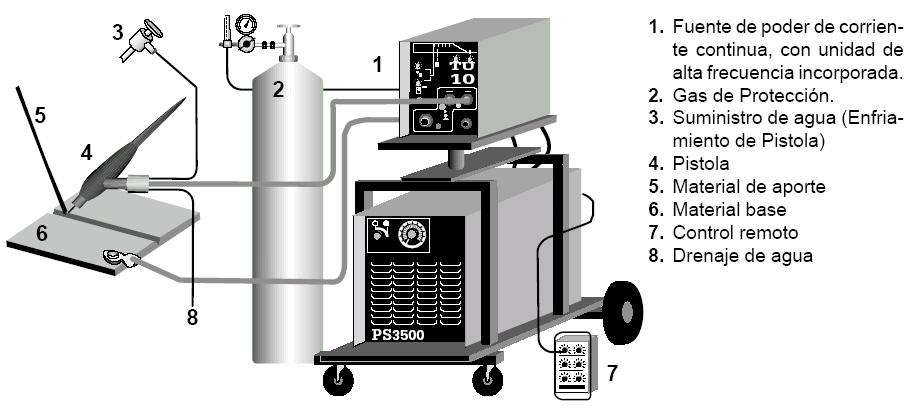 3
1
2
5
4
6
8
7
TU
10
PS3500
1. Fuente de poder de corrien-
te continua, con unidad de
alta frecuencia incorporada.
2. Gas de Protección.
3. Suministro de agua (Enfria-
miento de Pistola)
4. Pistola
5. Material de aporte
6. Material base
7. Control remoto
8. Drenaje de agua